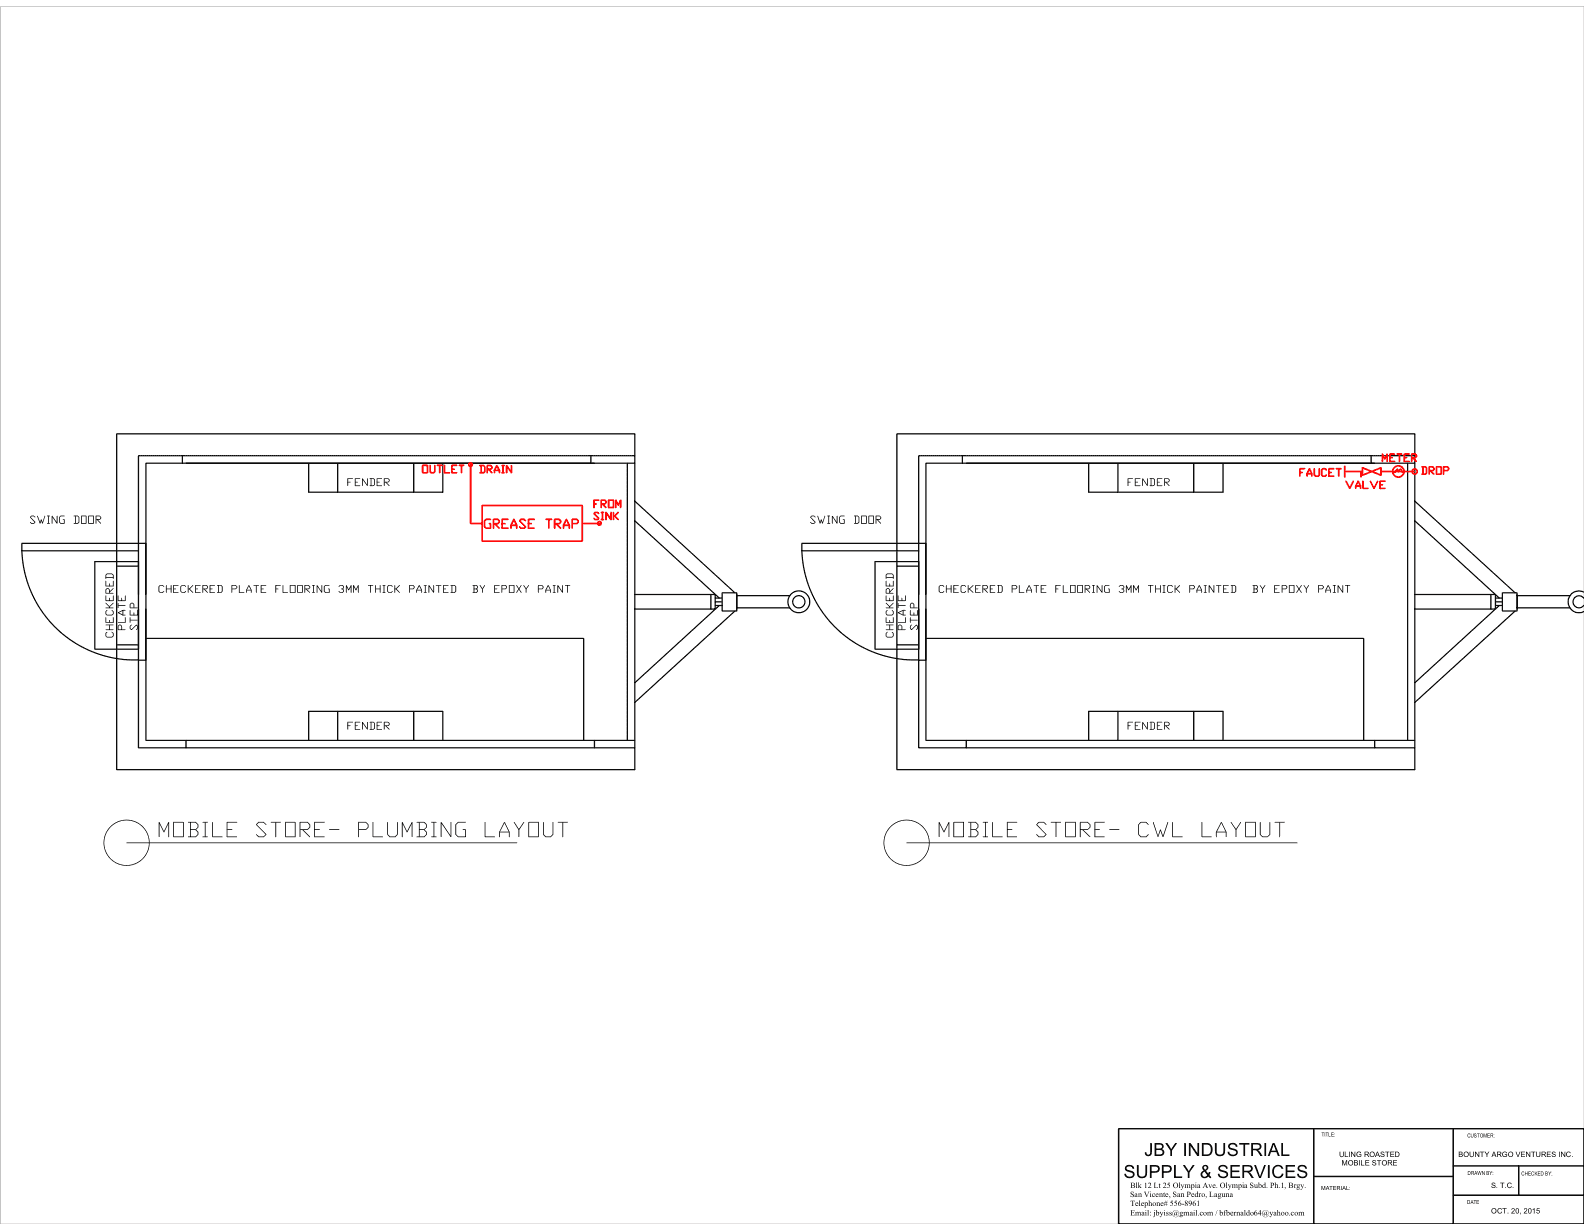 OUTLET DRAIN
FENDER
FROM
SINK
GREASE TRAP
SWING DOOR
CHECKERED
PLATE
STEP
CHECKERED PLATE FLOORING 3MM THICK PAINTED BY EPOXY PAINT
FENDER
MOBILE STORE- PLUMBING LAYOUT
METER
FAUCET
DROP
VALVE
FENDER
SWING DOOR
CHECKERED
PLATE
STEP
CHECKERED PLATE FLOORING 3MM THICK PAINTED BY EPOXY PAINT
FENDER
MOBILE STORE- CWL LAYOUT
JBY INDUSTRIAL
SUPPLY & SERVICES
Blk 12 Lt 25 Olympia Ave. Olympia Subd. Ph.1, Brgy.
San Vicente, San Pedro, Laguna
Telephone# 556-8961
Email: jbyiss@gmail.com / bfbernaldo64@yahoo.com
TITLE:
ULING ROASTED
MOBILE STORE
MATERIAL:
CUSTOMER:
BOUNTY ARGO VENTURES INC.
DRAWN BY:
S. T.C.
CHECKED BY:
DATE
OCT. 20, 2015